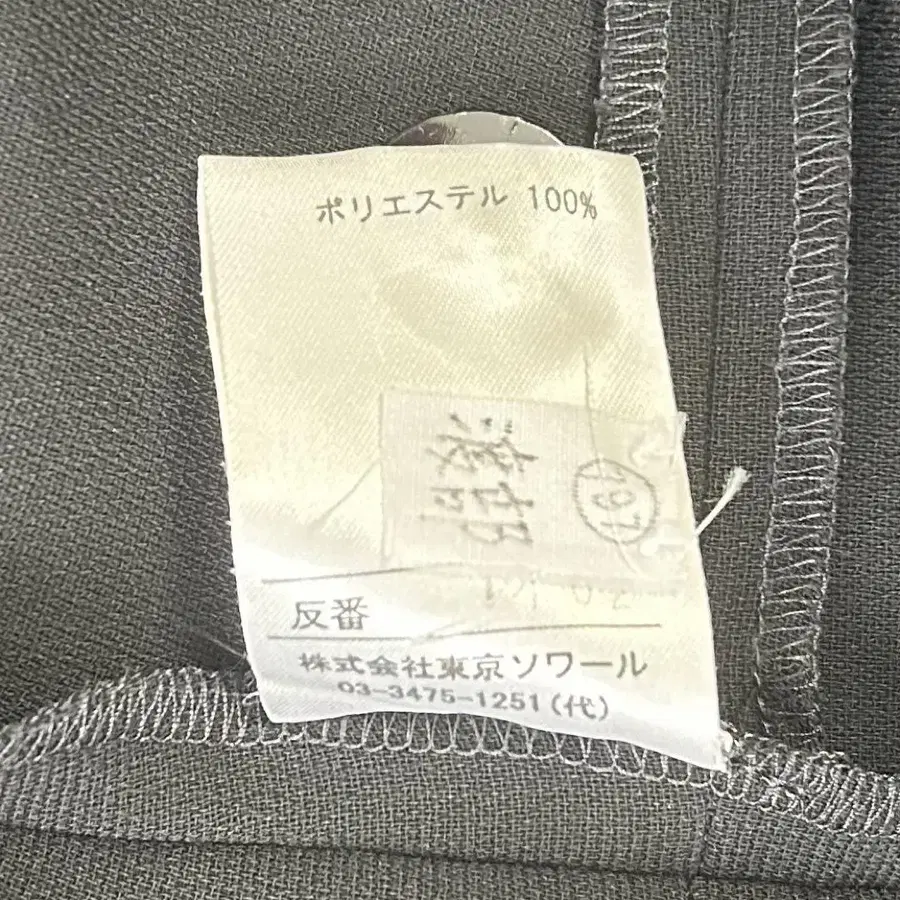 ポリエステル 100%
197
反番
株式会社東京ソワール
03-3475-1251(代)